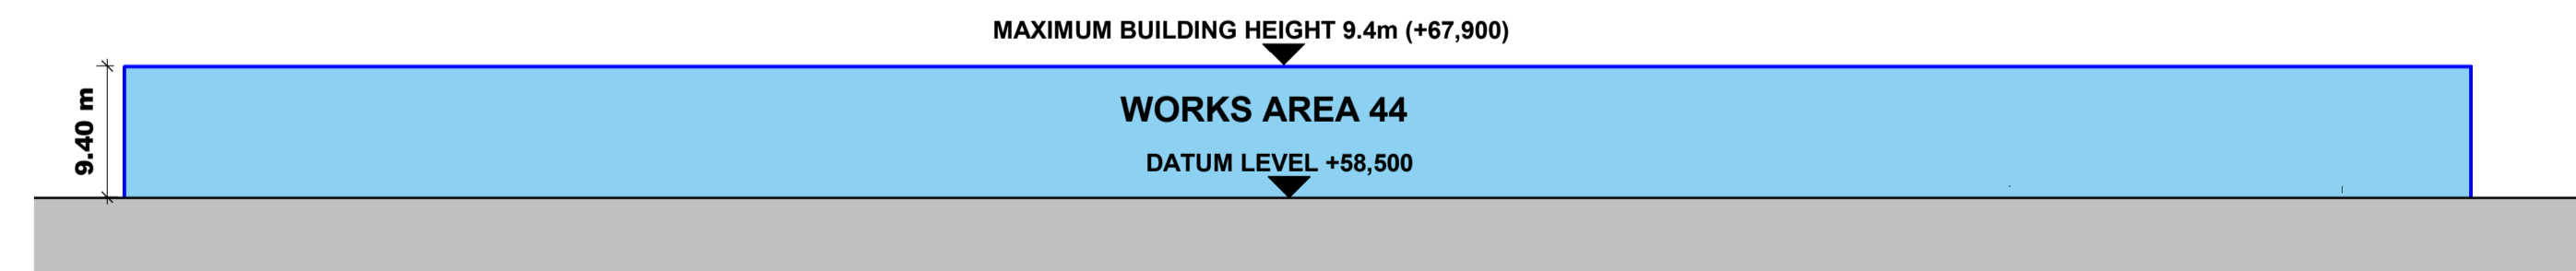 MAXIMUM BUILDING HEIGHT 9.4m (+67,900)
9.40 m
WORKS AREA 44
DATUM LEVEL +58,500